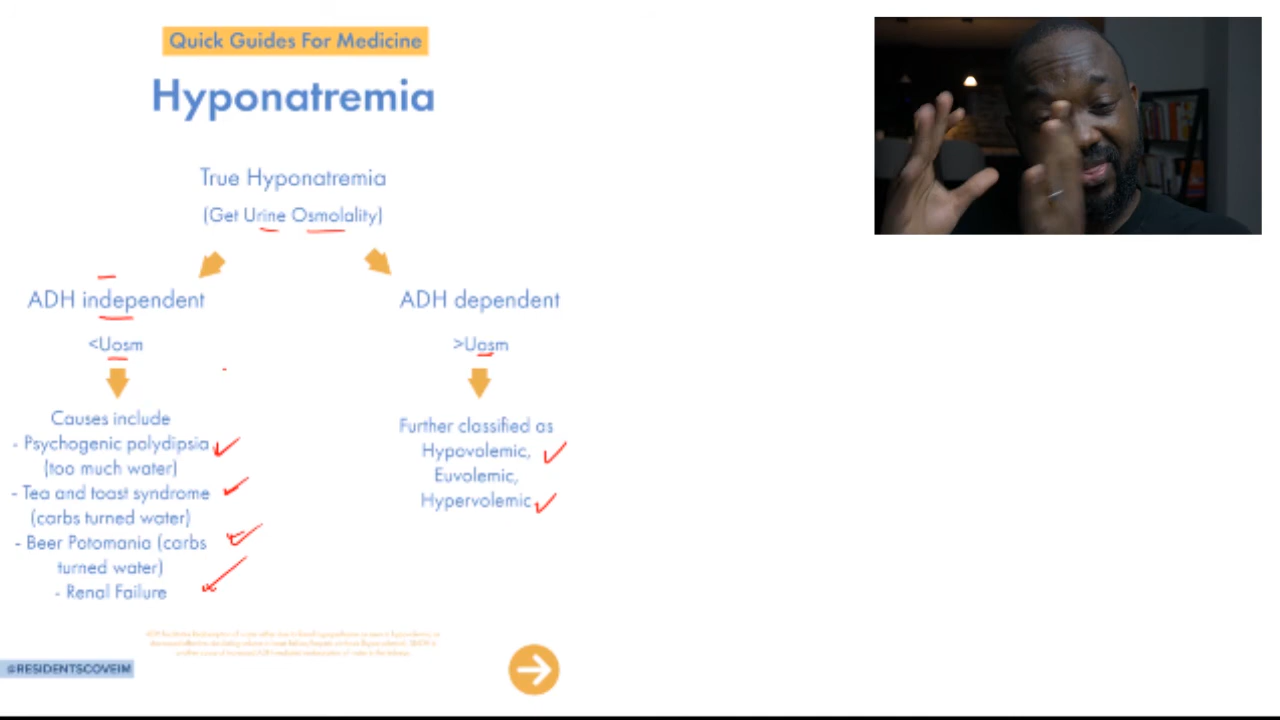 Quick Guides For Medicine
Hyponatremia
True Hyponatremia
(Get Urine Osmolality)
ADH independent
<Uosm
Causes include
- Psychogenic polydipsia
(too much water)
- Tea and toast syndrome
(carbs turned water)
- Beer Potomania (carbs
turned water)
- Renal Failure
ADH dependent
>Uosm
Further classified as
Hypovolemic,
Euvolemic,
Hypervolemic
@RESIDENTSCOVEIM